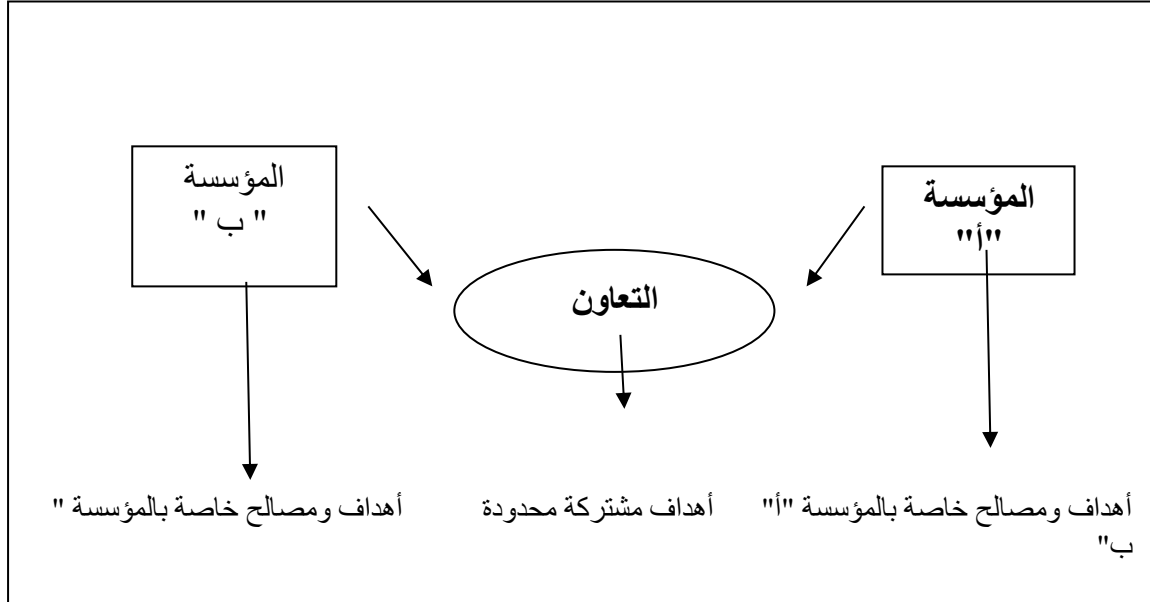 المؤسسة
"أ"
المؤسسة
" ب "
التعاون
أهداف ومصالح خاصة بالمؤسسة "أ" أهداف مشتركة محدودة أهداف ومصالح خاصة بالمؤسسة "
ب"